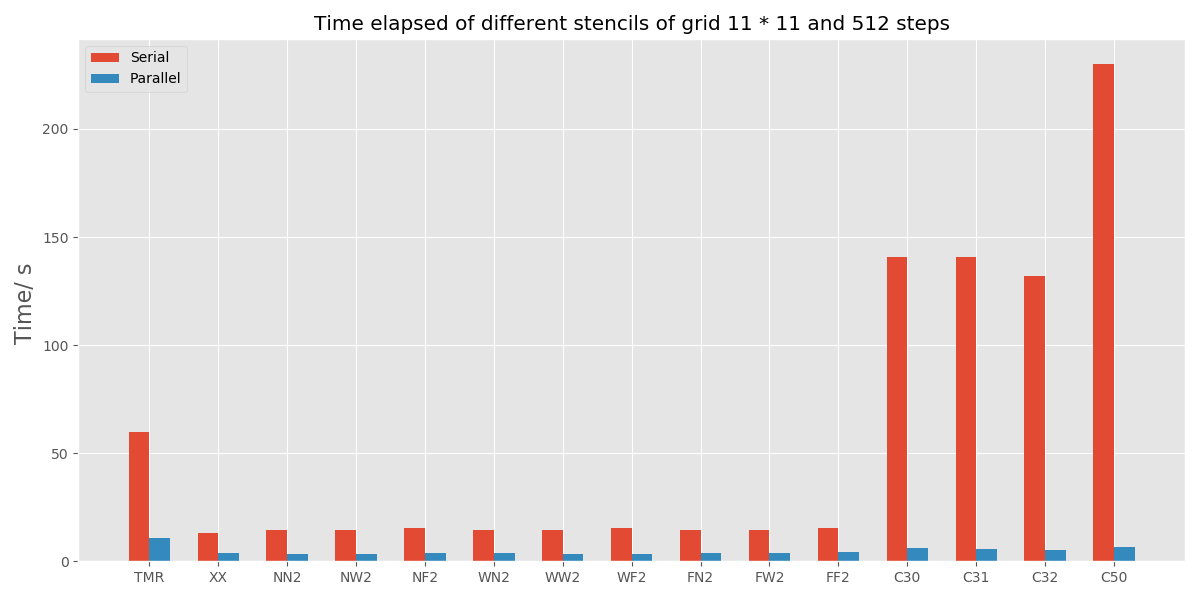 Time elapsed of different stencils of grid 11 * 11 and 512 steps
Serial
Parallel
Time/ s
200
150
100
50
0
TMR XX NN2 NW2 NF2 WN2 WW2 WF2 FN2 FW2 FF2 C30 C31 C32 C50